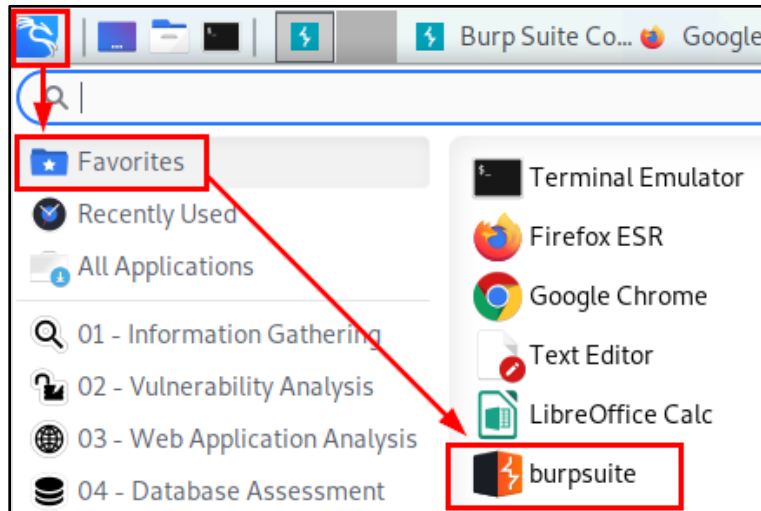 Burp Suite Co... Google
Favorites
Recently Used
All Applications
01 - Information Gathering
02 - Vulnerability Analysis
03 - Web Application Analysis
04 - Database Assessment
Terminal Emulator
Firefox ESR
Google Chrome
Text Editor
LibreOffice Calc
burpsuite